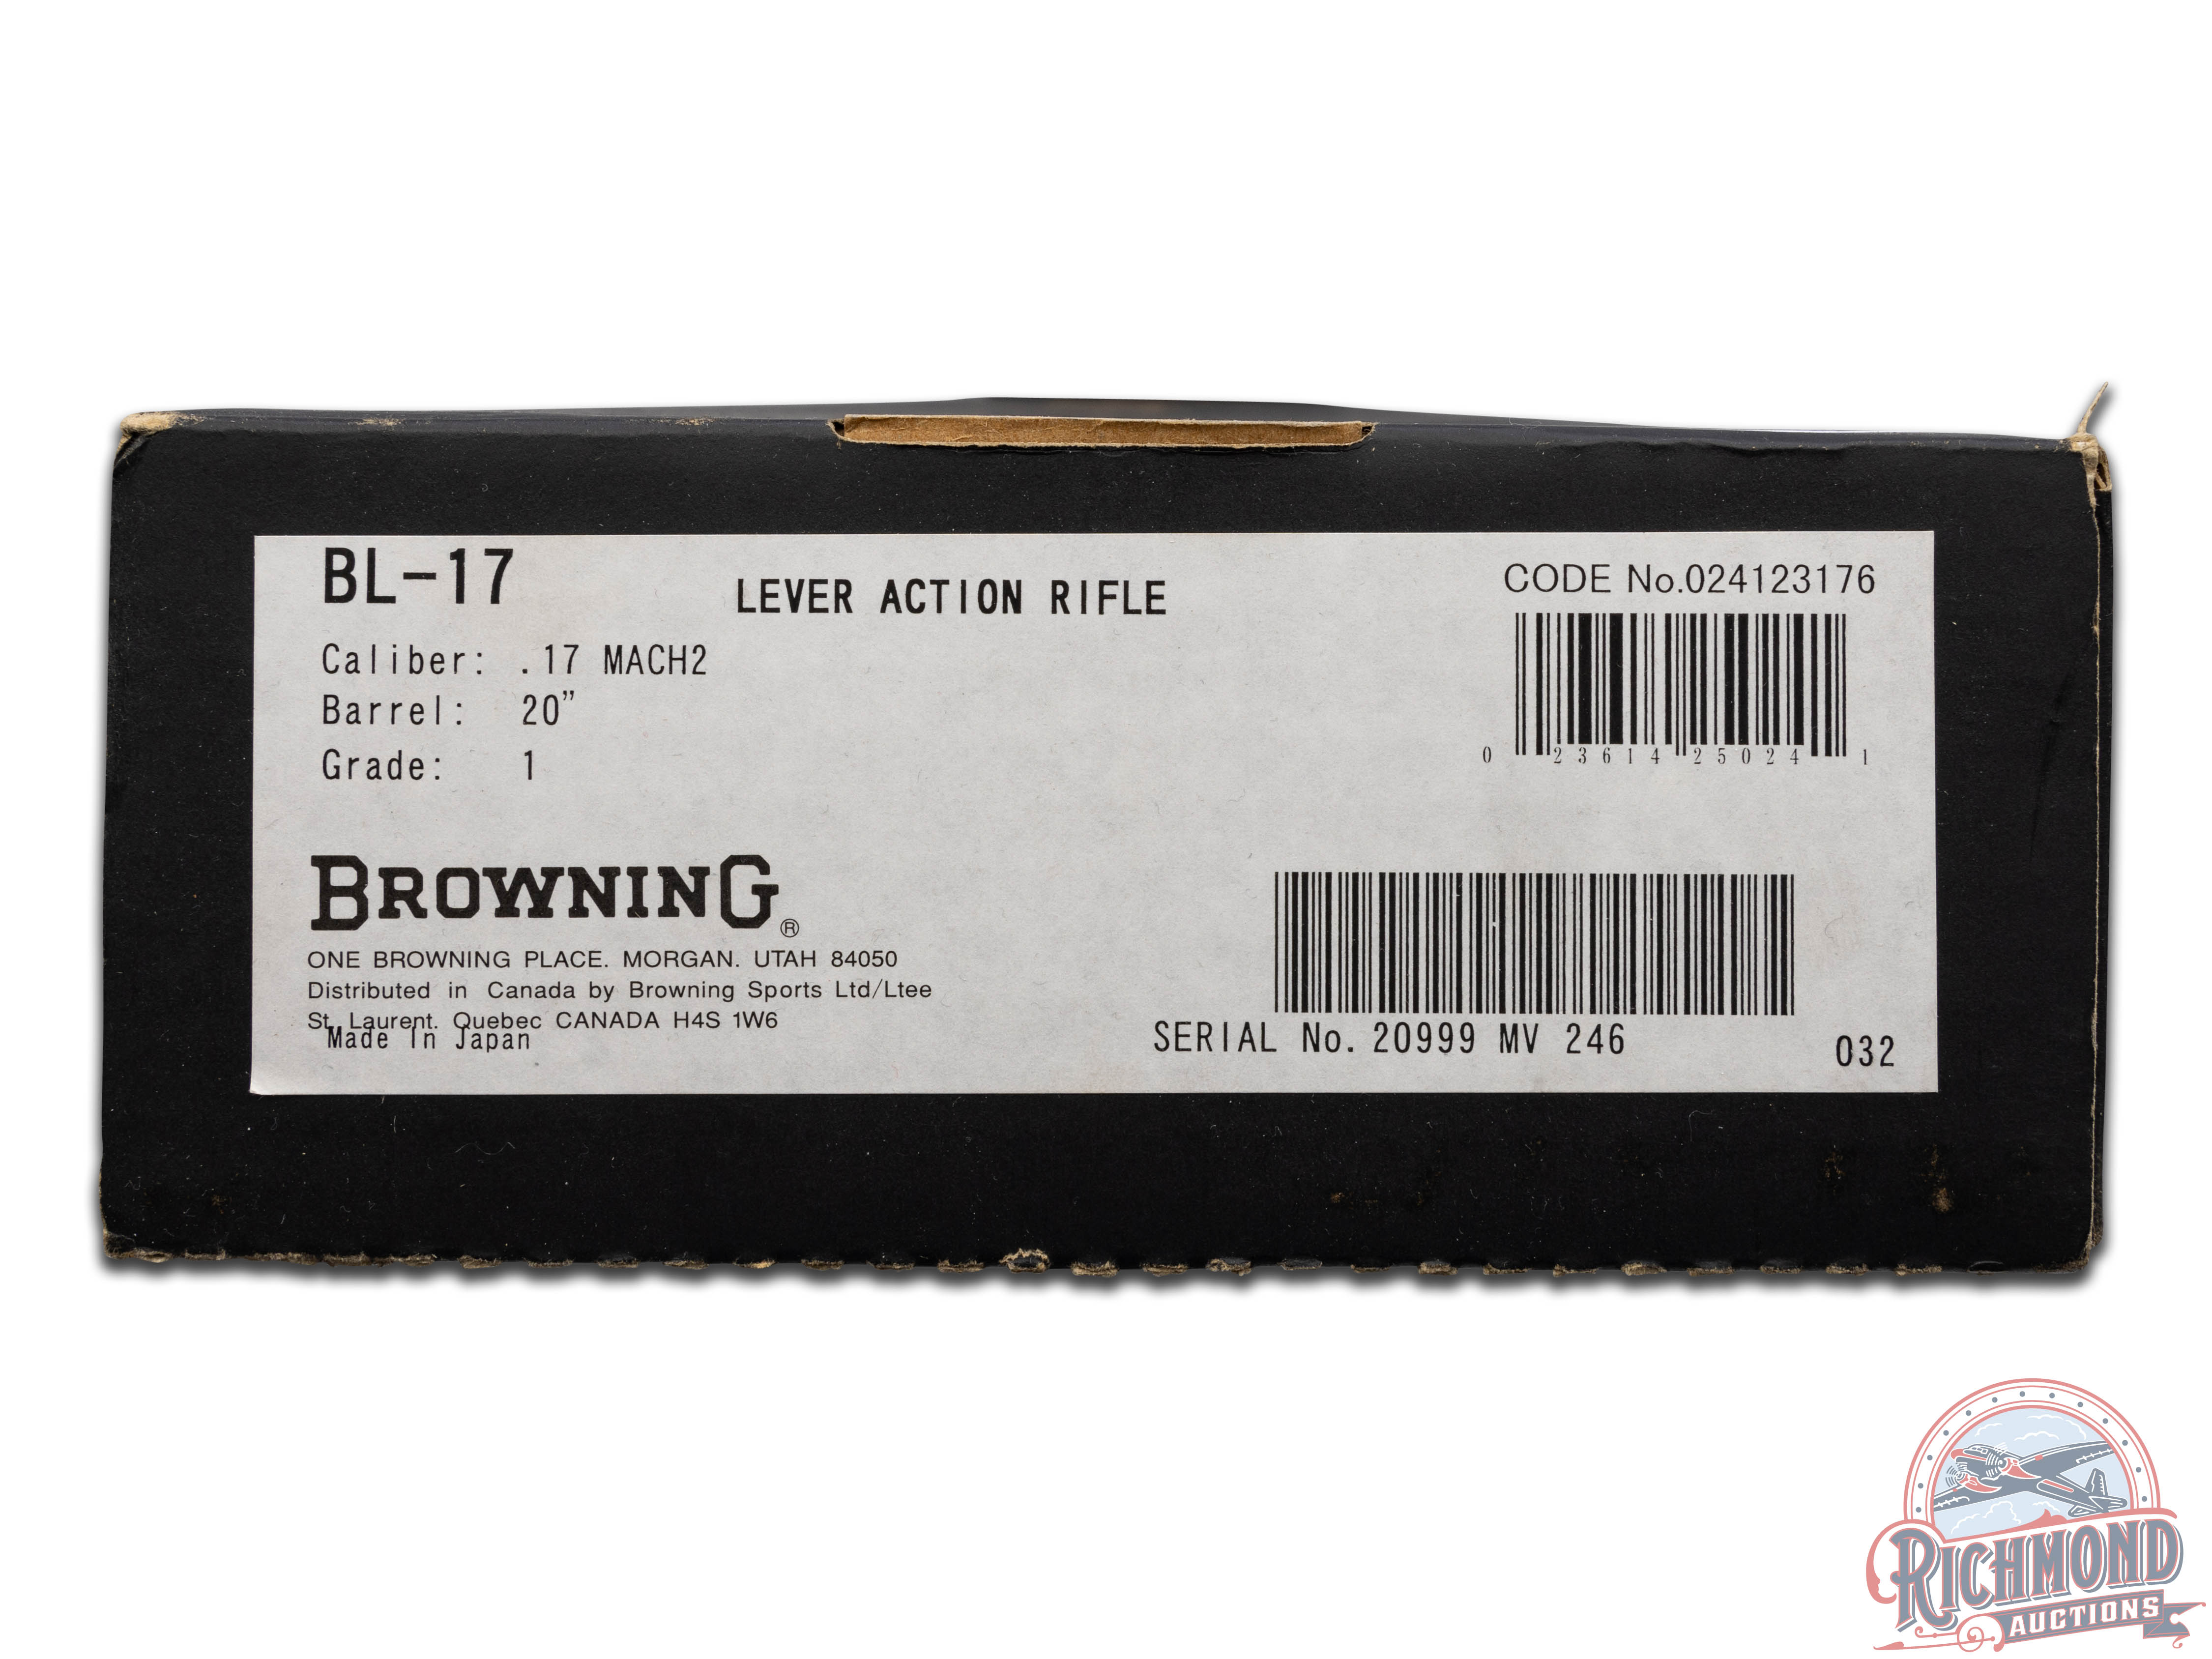 BL-17
LEVER ACTION RIFLE
CODE No.024123176
Caliber: .17 MACH2
Barrel: 20”
Grade: 1
0 23614 25024 1
BROWNING®
ONE BROWNING PLACE. MORGAN. UTAH 84050
Distributed in Canada by Browning Sports Ltd/Ltee
St. Laurent. Quebec CANADA H4S 1W6
Made In Japan
SERIAL No. 20999 MV 246
032
RICHMOND
AUCTIONS